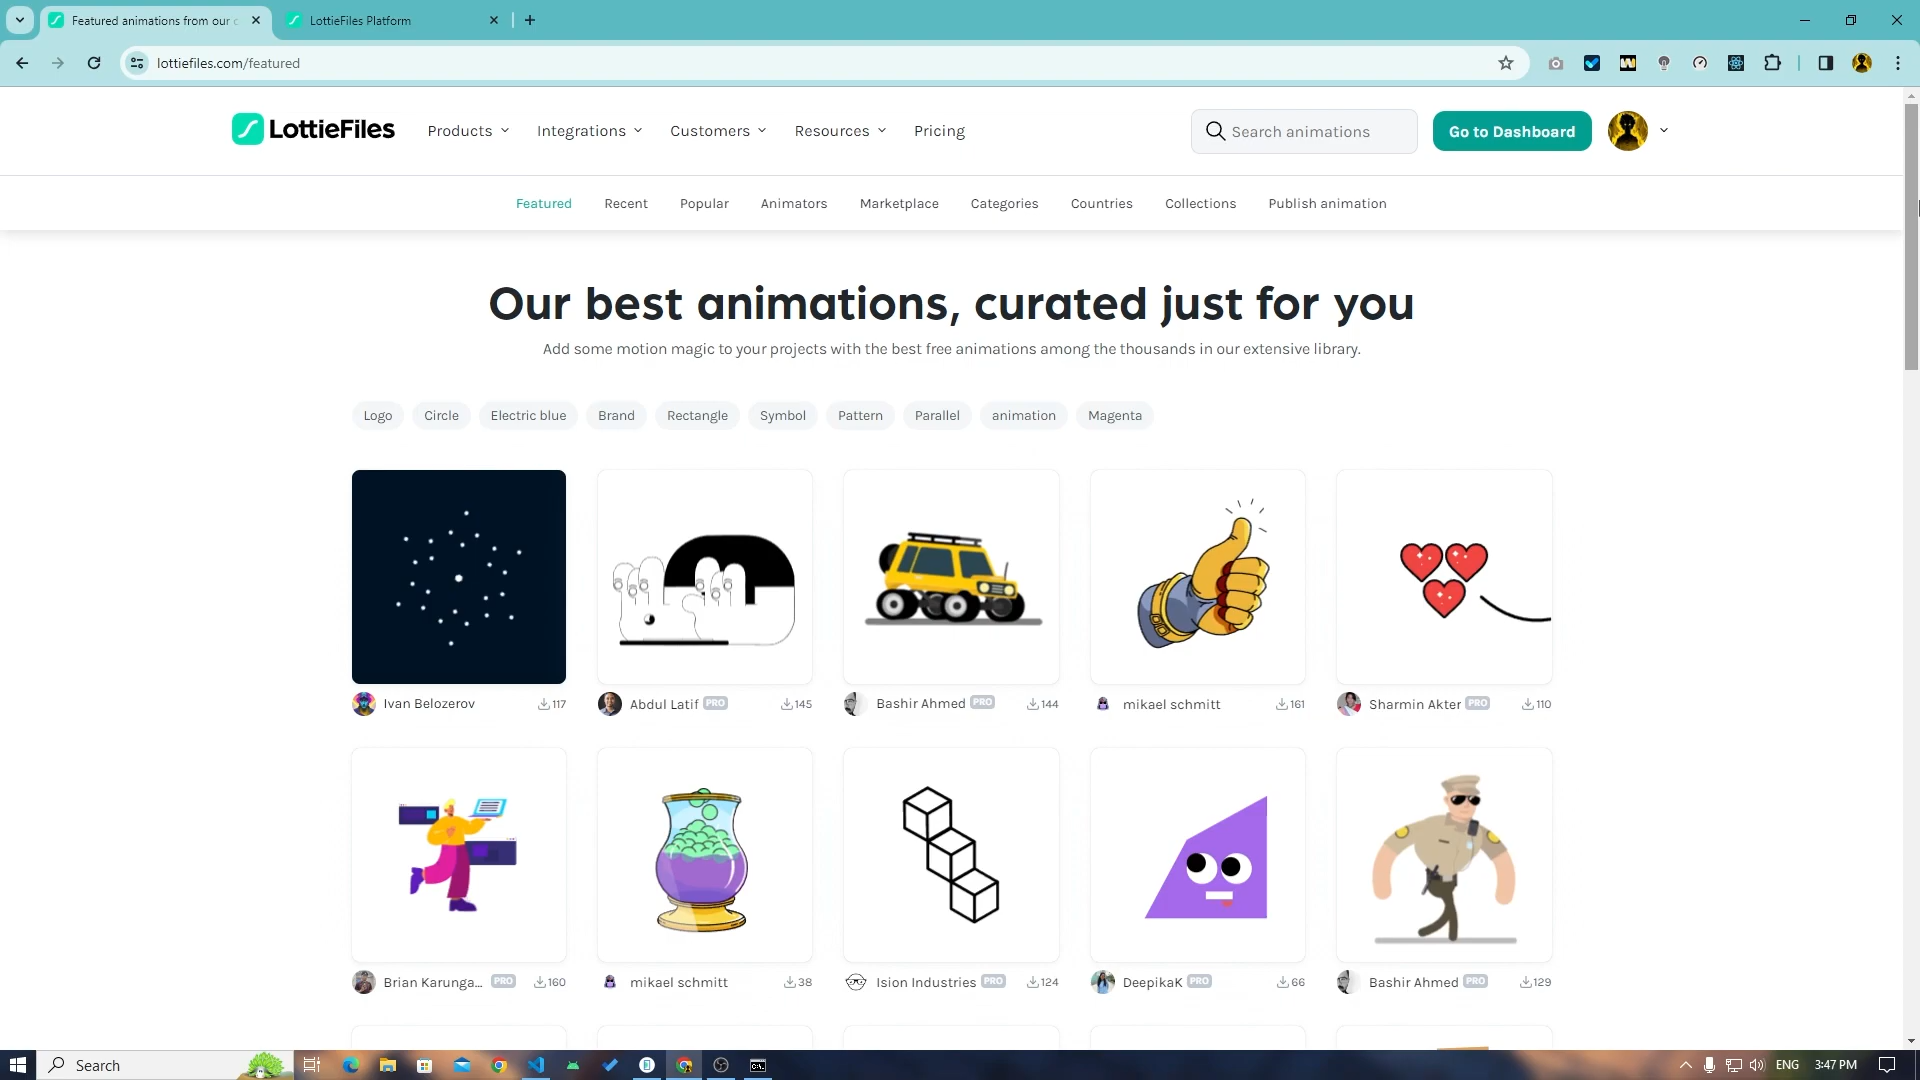 Featured animations from our c
LottieFiles Platform
lottiefiles.com/featured
LottieFiles
Products
Integrations
Customers
Resources
Pricing
Search animations
Go to Dashboard
Featured
Recent
Popular
Animators
Marketplace
Categories
Countries
Collections
Publish animation
Our best animations, curated just for you
Add some motion magic to your projects with the best free animations among the thousands in our extensive library.
Logo
Circle
Electric blue
Brand
Rectangle
Symbol
Pattern
Parallel
animation
Magenta
Ivan Belozerov
117
Abdul Latif PRO
145
Bashir Ahmed PRO
144
mikael schmitt
161
Sharmin Akter PRO
110
Brian Karunga... PRO
160
mikael schmitt
38
Ision Industries PRO
124
DeepikaK PRO
66
Bashir Ahmed PRO
129
Search
ENG
3:47 PM